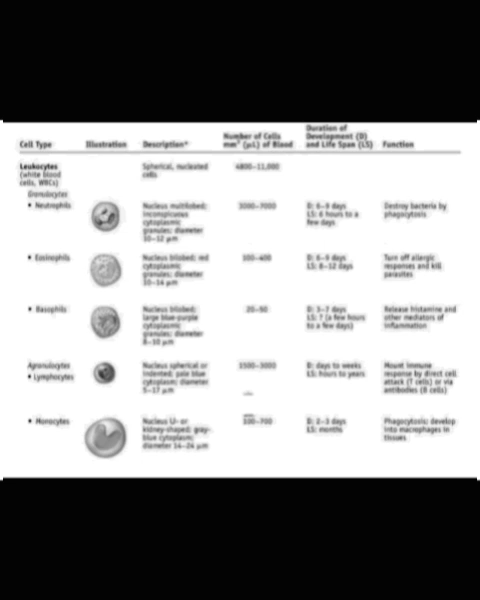 Number of Cells Duration of Development (D)
Cell Type Illustration Description* mm³ (µL) of Blood and Life Span (LS) Function
Leukocytes Spherical, nucleated 4800–11,000
(white blood cells
cells, WBCs)
Granulocytes
• Neutrophils Nucleus multilobed; 3000–7000 D: 6–9 days Destroy bacteria by
inconspicuous LS: 6 hours to a phagocytosis
cytoplasmic few days
granules; diameter
10–12 µm
• Eosinophils Nucleus bilobed; red 100–400 D: 6–9 days Turn off allergic
cytoplasmic LS: 8–12 days responses and kill
granules; diameter parasites
10–14 µm
• Basophils Nucleus bilobed; 20–50 D: 3–7 days Release histamine and
large blue-purple LS: ? (a few hours other mediators of
cytoplasmic to a few days) inflammation
granules; diameter
8–10 µm
Agranulocytes Nucleus spherical or 1500–3000 D: days to weeks Mount immune
• Lymphocytes indented; pale blue LS: hours to years response by direct cell
cytoplasm; diameter attack (T cells) or via
5–17 µm antibodies (B cells)
• Monocytes Nucleus U- or 100–700 D: 2–3 days Phagocytosis; develop
kidney-shaped; gray- LS: months into macrophages in
blue cytoplasm; tissues
diameter 14–24 µm